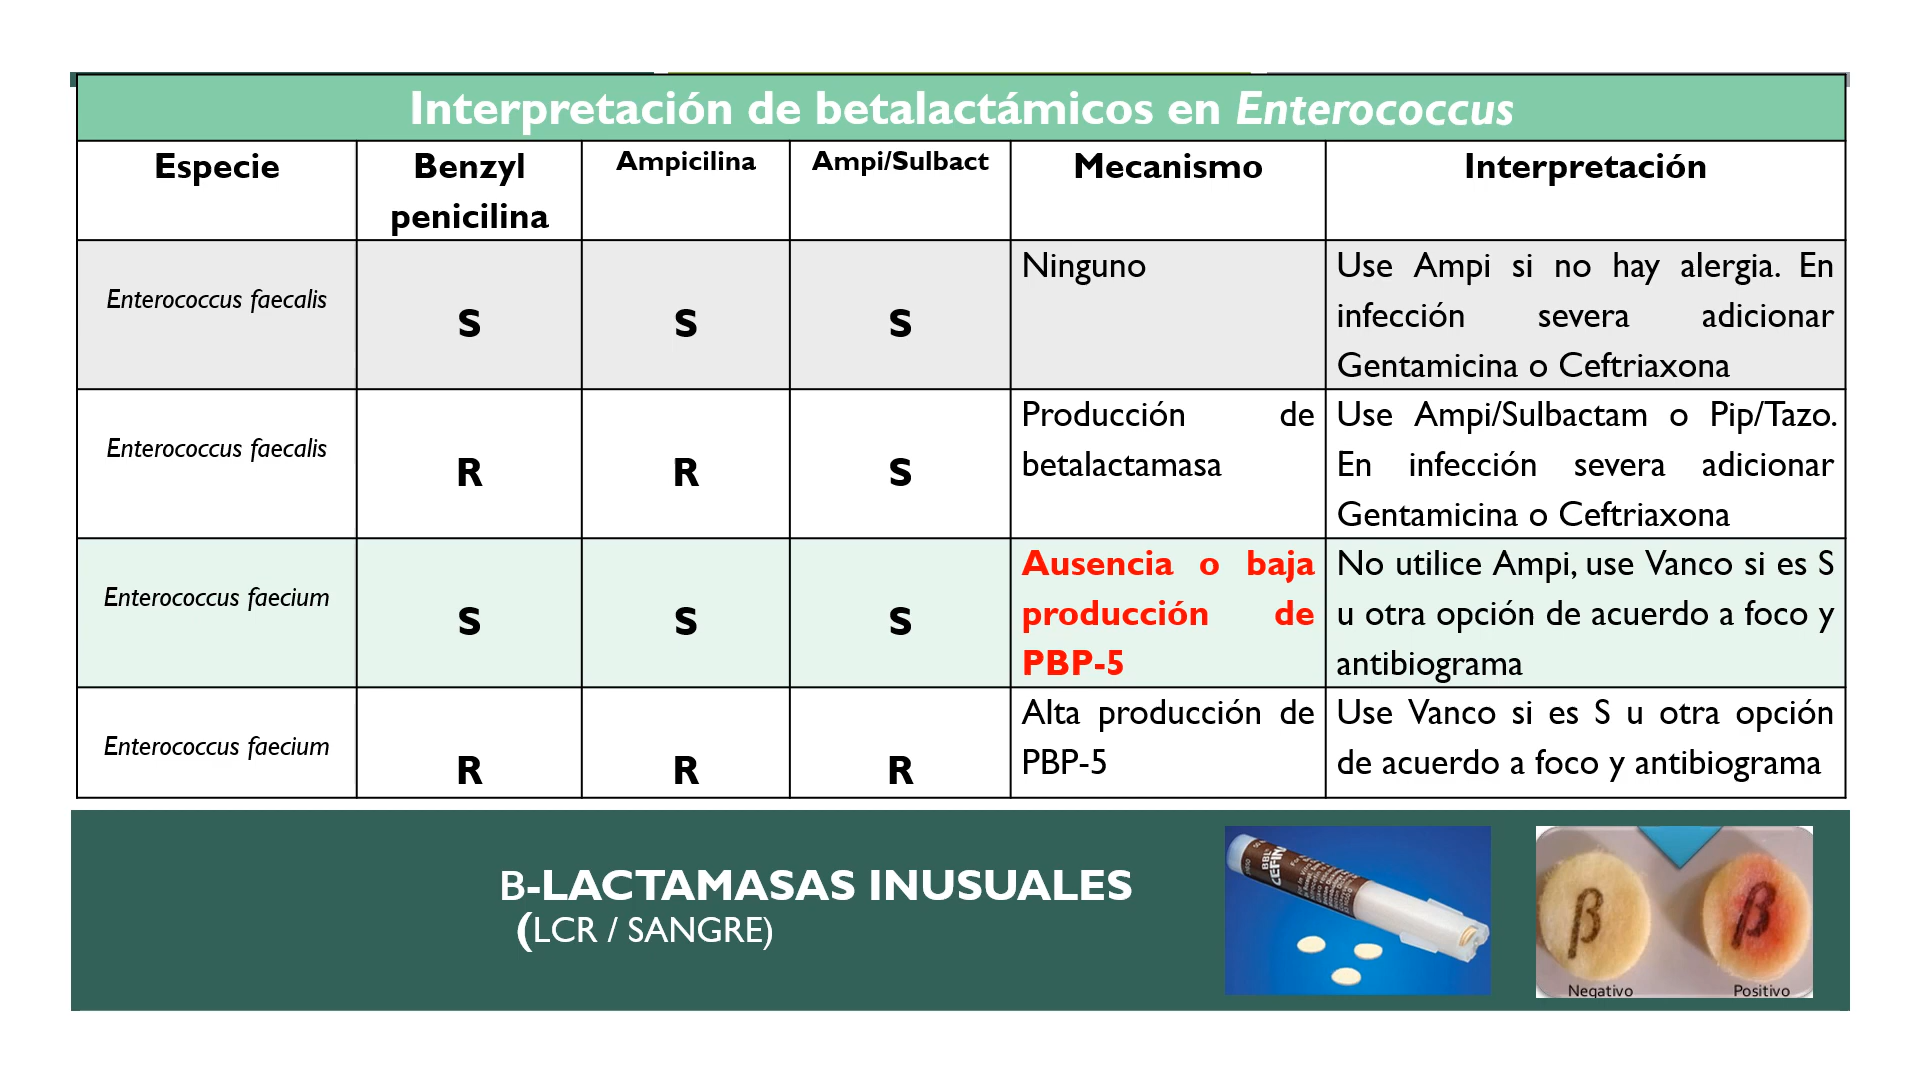 Interpretación de betalactámicos en Enterococcus
Especie
Benzyl
penicilina
Ampicilina
Ampi/Sulbact
Mecanismo
Interpretación
Enterococcus faecalis
S
S
S
Ninguno
Use Ampi si no hay alergia. En
infección severa adicionar
Gentamicina o Ceftriaxona
Enterococcus faecalis
R
R
S
Producción de
betalactamasa
Use Ampi/Sulbactam o Pip/Tazo.
En infección severa adicionar
Gentamicina o Ceftriaxona
Enterococcus faecium
S
S
S
Ausencia o baja
producción de
PBP-5
No utilice Ampi, use Vanco si es S
u otra opción de acuerdo a foco y
antibiograma
Enterococcus faecium
R
R
R
Alta producción de
PBP-5
Use Vanco si es S u otra opción
de acuerdo a foco y antibiograma
B-LACTAMASAS INUSUALES
(LCR / SANGRE)
BBL
CEFIN
β
β
Negativo
Positivo